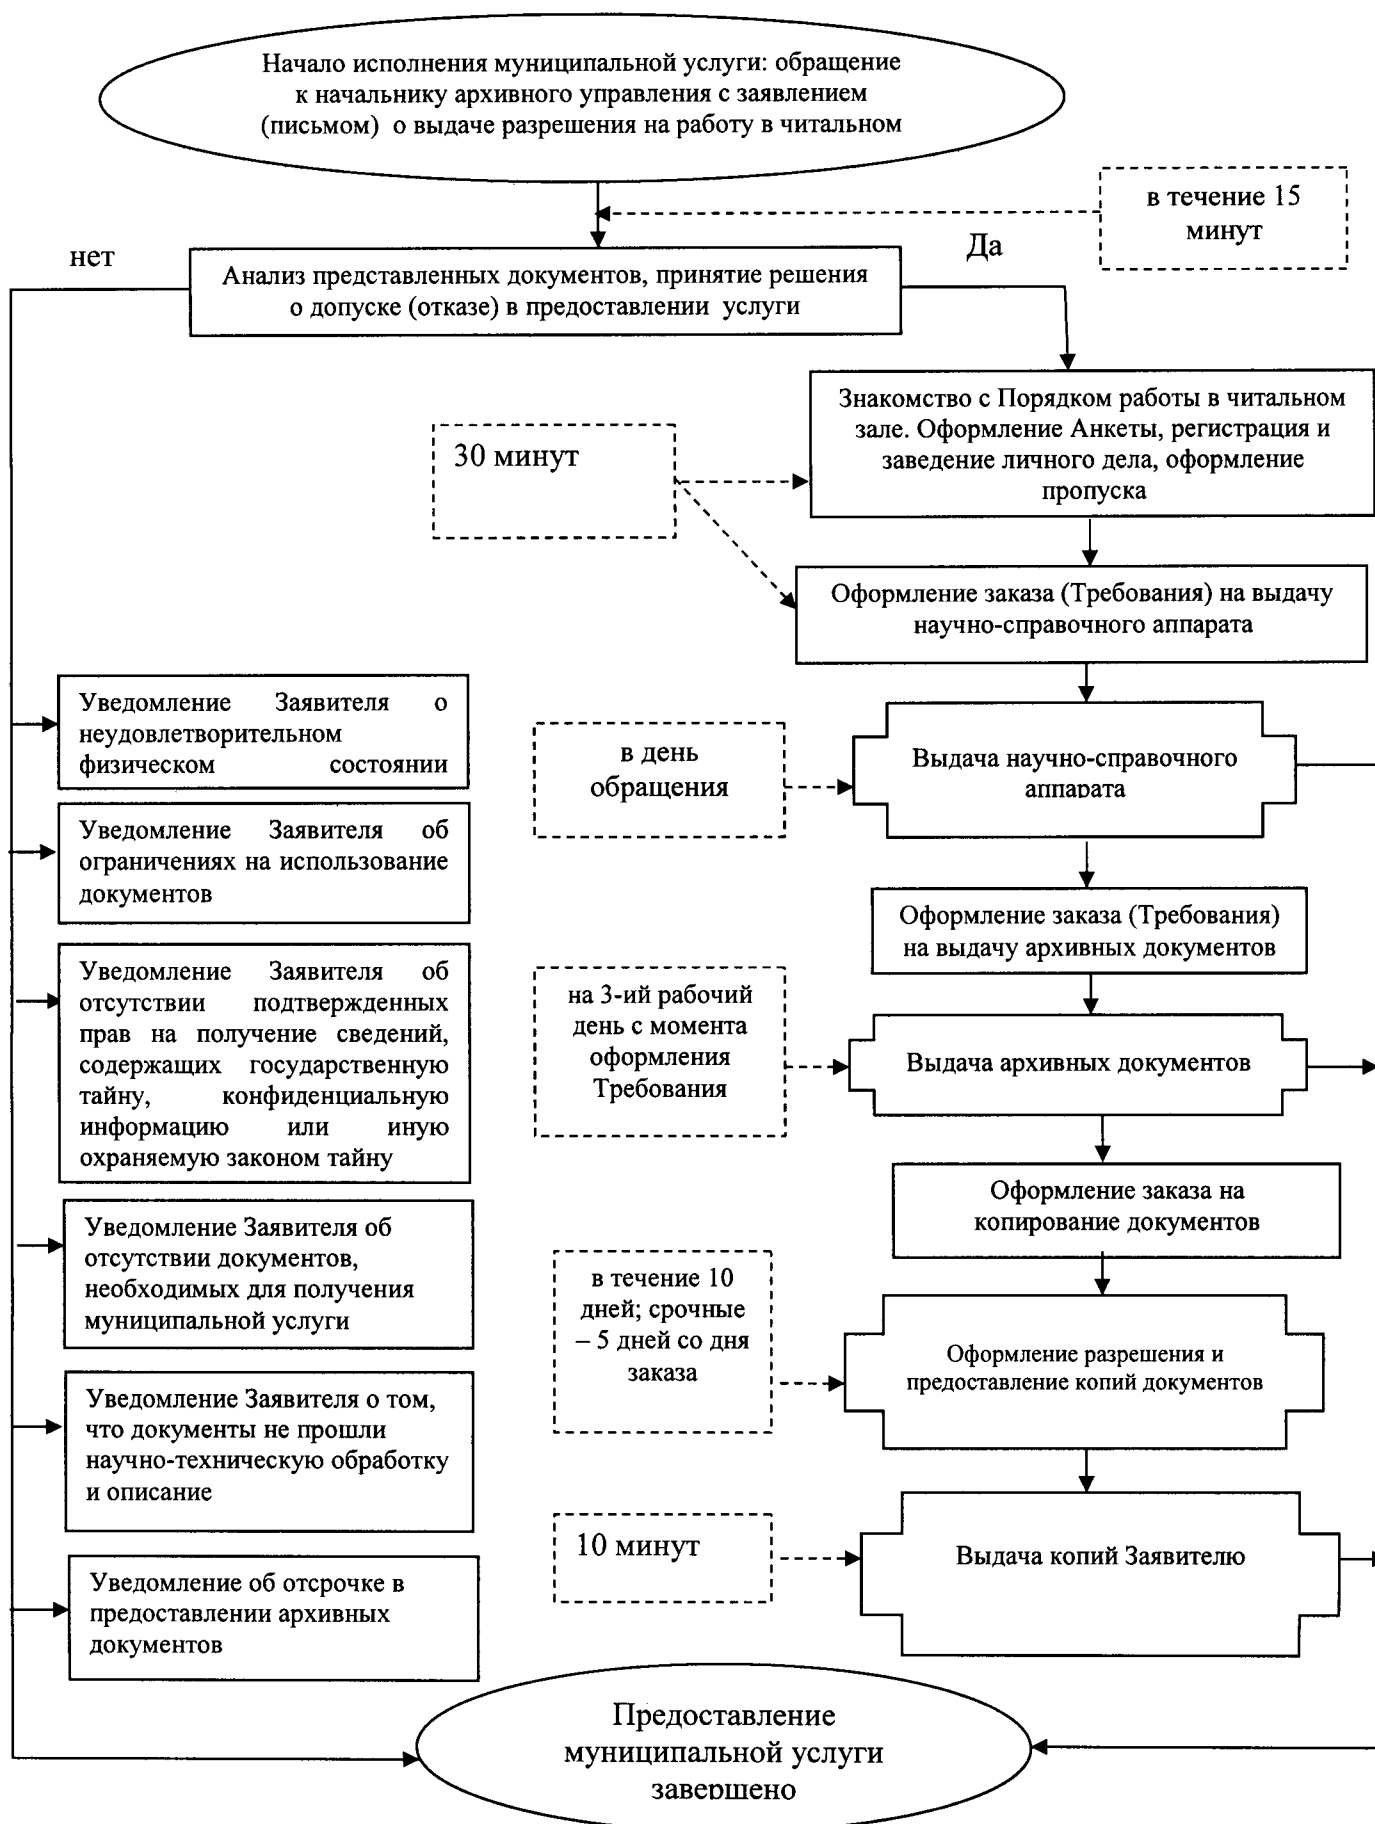 Начало исполнения муниципальной услуги: обращение
к начальнику архивного управления с заявлением
(письмом) о выдаче разрешения на работу в читальном
в течение 15
минут
нет
Да
Анализ представленных документов, принятие решения
о допуске (отказе) в предоставлении услуги
Знакомство с Порядком работы в читальном
зале. Оформление Анкеты, регистрация и
заведение личного дела, оформление
пропуска
30 минут
Оформление заказа (Требования) на выдачу
научно-справочного аппарата
Уведомление Заявителя о
неудовлетворительном
физическом состоянии
в день
обращения
Выдача научно-справочного
аппарата
Уведомление Заявителя об
ограничениях на использование
документов
Оформление заказа (Требования)
на выдачу архивных документов
Уведомление Заявителя об
отсутствии подтвержденных
прав на получение сведений,
содержащих государственную
тайну, конфиденциальную
информацию или иную
охраняемую законом тайну
на 3-ий рабочий
день с момента
оформления
Требования
Выдача архивных документов
Оформление заказа на
копирование документов
Уведомление Заявителя об
отсутствии документов,
необходимых для получения
муниципальной услуги
в течение 10
дней; срочные
– 5 дней со дня
заказа
Оформление разрешения и
предоставление копий документов
Уведомление Заявителя о том,
что документы не прошли
научно-техническую обработку
и описание
10 минут
Выдача копий Заявителю
Уведомление об отсрочке в
предоставлении архивных
документов
Предоставление
муниципальной услуги
завершено